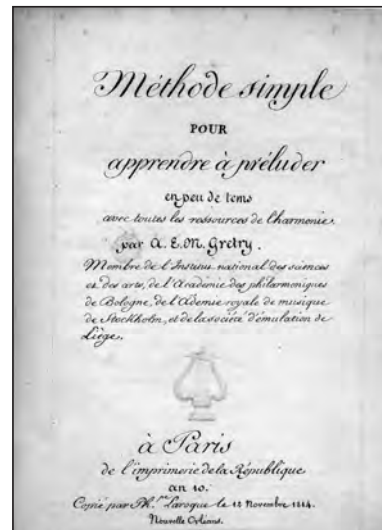 Méthode simple
POUR
apprendre à préluder
en peu de tems
avec toutes les ressources de l'harmonie.
par A. E. M. Gretry.
Membre de l'Institut national des sciences
et des arts, de l'Academie des philarmoniques
de Bologne, de l'Ademie royale de musique
de Stockholm, et de la société d'émulation de
Liège.
à Paris
de l'imprimerie de la République
an 10.
Copié par Ph. Laroque le 12 Novembre 1814.
Nouvelle Orléans.